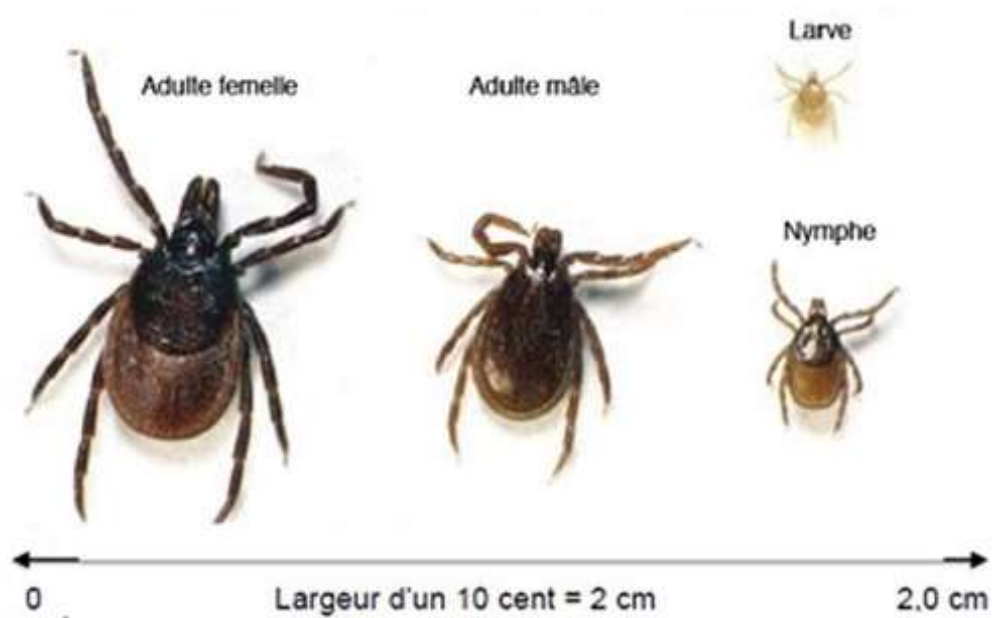 Larve
Adulte femelle
Adulte mâle
Nymphe
0
Largeur d'un 10 cent = 2 cm
2,0 cm